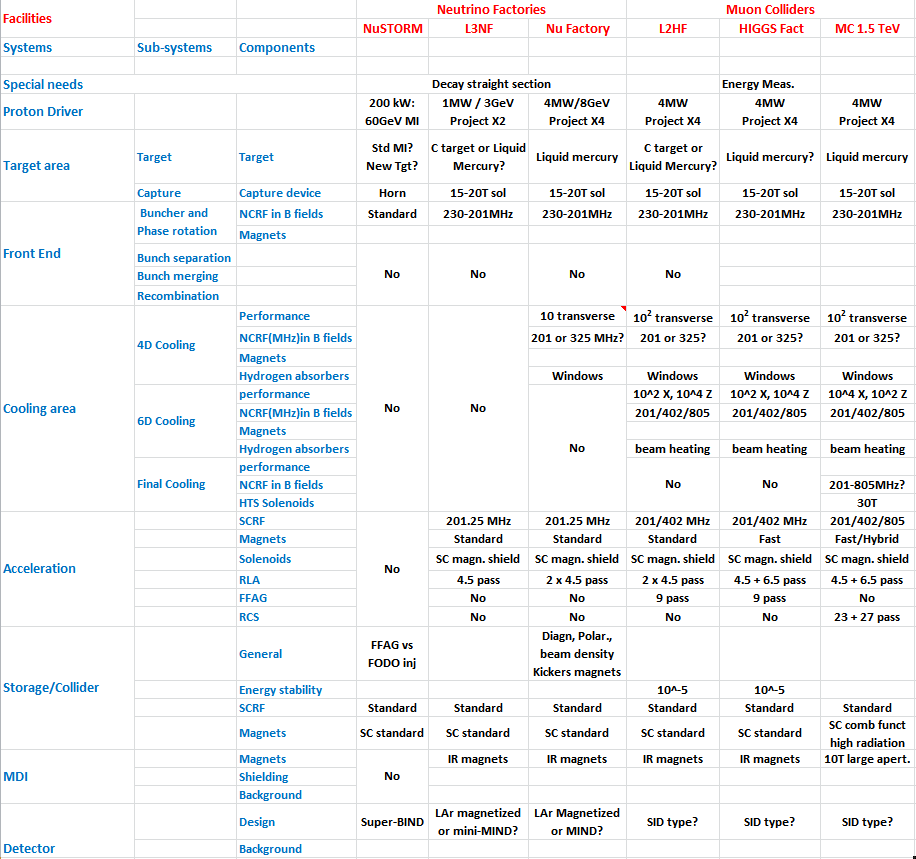 Facilities Neutrino Factories Muon Colliders
NuSTORM L3NF Nu Factory L2HF HIGGS Fact MC 1.5 TeV
Systems Sub-systems Components
Special needs Decay straight section Energy Meas.
Proton Driver 200 kW: 60GeV MI 1MW / 3GeV Project X2 4MW/8GeV Project X4 4MW Project X4 4MW Project X4 4MW Project X4
Target area Target Target Std MI? New Tgt? C target or Liquid Mercury? Liquid mercury C target or Liquid Mercury? Liquid mercury? Liquid mercury
Capture Capture device Horn 15-20T sol 15-20T sol 15-20T sol 15-20T sol 15-20T sol
Front End Buncher and Phase rotation NCRF in B fields Standard 230-201MHz 230-201MHz 230-201MHz 230-201MHz 230-201MHz
Magnets
Bunch separation
Bunch merging No No No No
Recombination
Cooling area 4D Cooling Performance 10 transverse 10² transverse 10² transverse 10² transverse
NCRF(MHz)in B fields 201 or 325 MHz? 201 or 325? 201 or 325? 201 or 325?
Magnets
Hydrogen absorbers Windows Windows Windows Windows
6D Cooling performance No No 10^2 X, 10^4 Z 10^2 X, 10^4 Z 10^4 X, 10^2 Z
NCRF(MHz)in B fields 201/402/805 201/402/805 201/402/805
Magnets
Hydrogen absorbers No beam heating beam heating beam heating
Final Cooling performance
NCRF in B fields No No 201-805MHz?
HTS Solenoids 30T
Acceleration SCRF 201.25 MHz 201.25 MHz 201/402 MHz 201/402 MHz 201/402/805
Magnets Standard Standard Standard Fast Fast/Hybrid
Solenoids No SC magn. shield SC magn. shield SC magn. shield SC magn. shield SC magn. shield
RLA 4.5 pass 2 x 4.5 pass 2 x 4.5 pass 4.5 + 6.5 pass 4.5 + 6.5 pass
FFAG No No 9 pass 9 pass No
RCS No No No No 23 + 27 pass
Storage/Collider General FFAG vs FODO inj Diagn, Polar., beam density Kickers magnets
Energy stability 10^-5 10^-5
SCRF Standard Standard Standard Standard Standard Standard
Magnets SC standard SC standard SC standard SC standard SC standard SC comb funct high radiation
MDI Magnets No IR magnets IR magnets IR magnets IR magnets 10T large apert.
Shielding
Background
Detector Design Super-BIND LAr magnetized or mini-MIND? LAr Magnetized or MIND? SID type? SID type? SID type?
Background